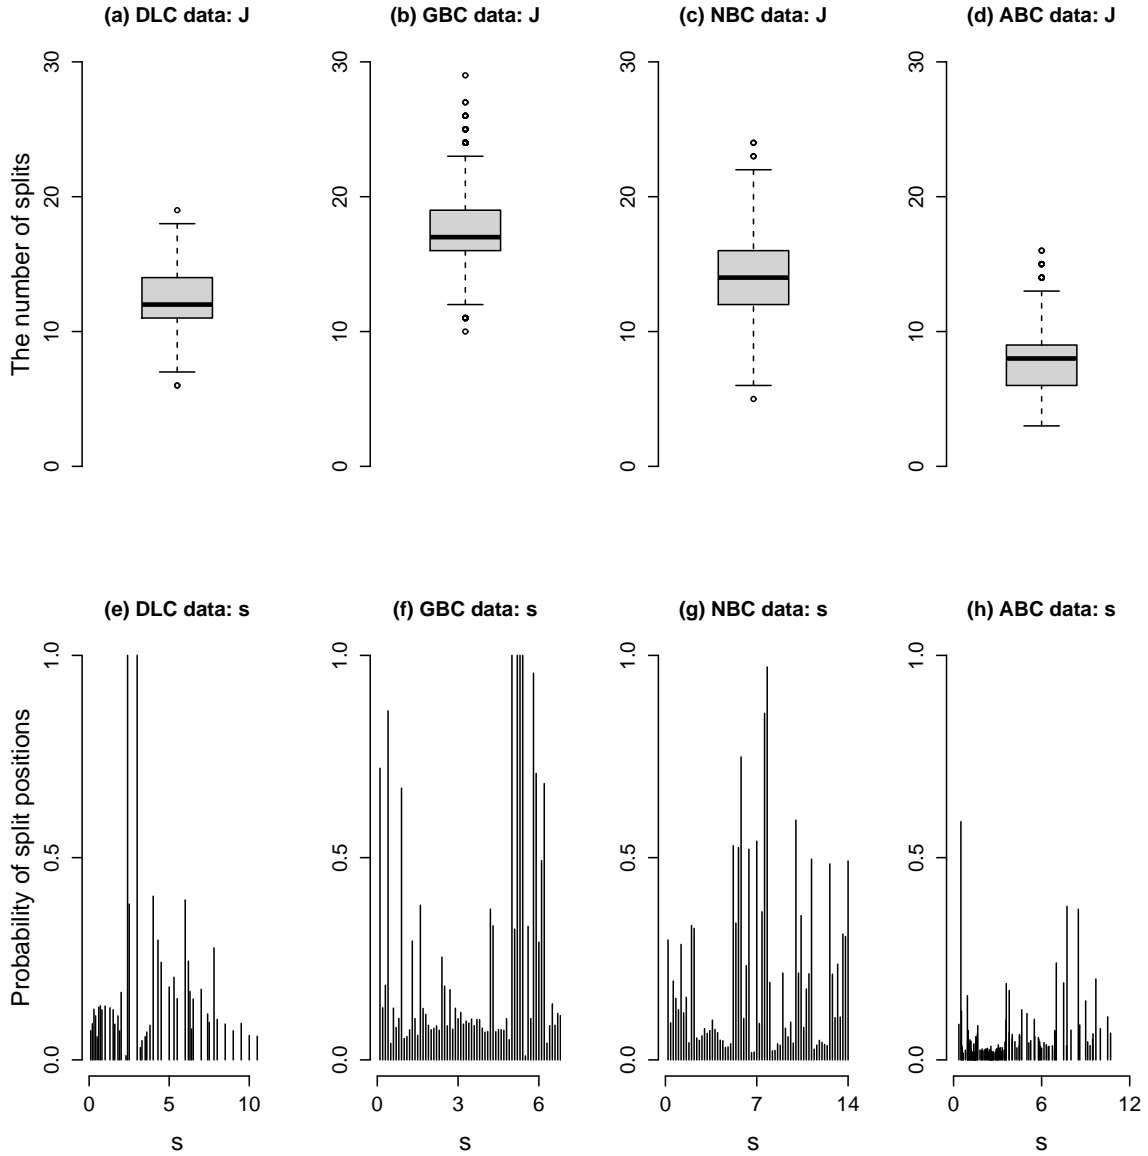 (a) DLC data: J
(b) GBC data: J
(c) NBC data: J
(d) ABC data: J
The number of splits
0 10 20 30
0 10 20 30
0 10 20 30
0 10 20 30
(e) DLC data: s
(f) GBC data: s
(g) NBC data: s
(h) ABC data: s
Probability of split positions
0.0 0.5 1.0
0.0 0.5 1.0
0.0 0.5 1.0
0.0 0.5 1.0
0 5 10
0 3 6
0 7 14
0 6 12
s
s
s
s